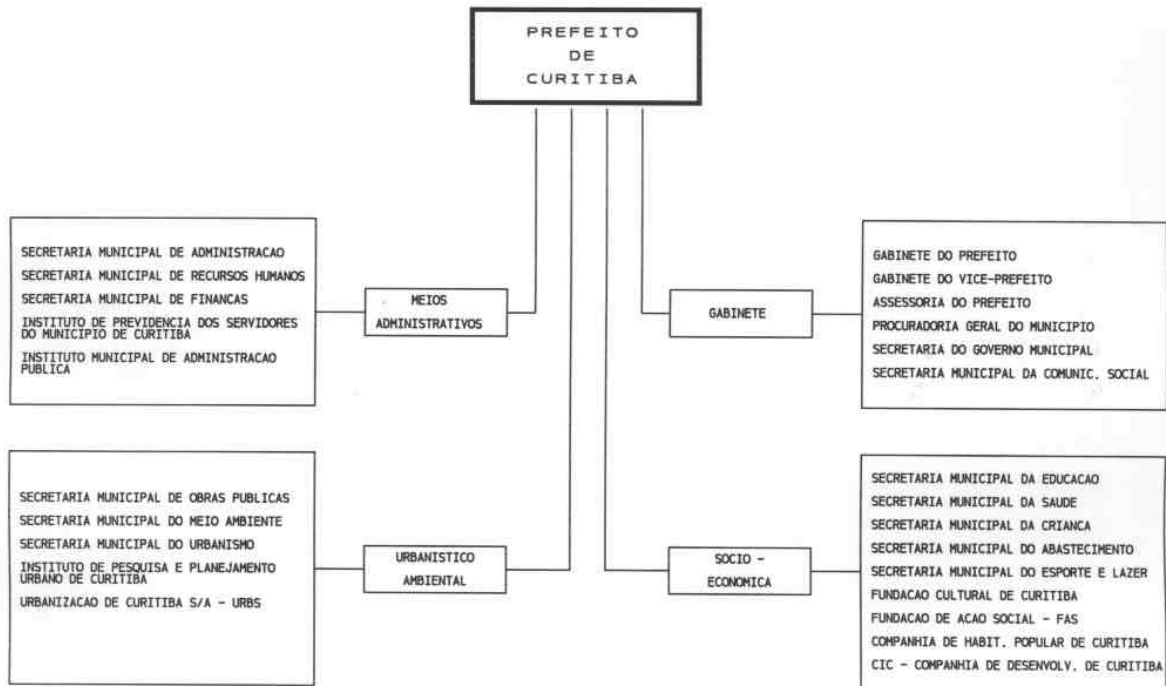 PREFEITO
DE
CURITIBA
SECRETARIA MUNICIPAL DE ADMINISTRACAO
SECRETARIA MUNICIPAL DE RECURSOS HUMANOS
SECRETARIA MUNICIPAL DE FINANCAS
INSTITUTO DE PREVIDENCIA DOS SERVIDORES
DO MUNICIPIO DE CURITIBA
INSTITUTO MUNICIPAL DE ADMINISTRACAO
PUBLICA
MEIOS
ADMINISTRATIVOS
GABINETE
GABINETE DO PREFEITO
GABINETE DO VICE-PREFEITO
ASSESSORIA DO PREFEITO
PROCURADORIA GERAL DO MUNICIPIO
SECRETARIA DO GOVERNO MUNICIPAL
SECRETARIA MUNICIPAL DA COMUNIC. SOCIAL
SECRETARIA MUNICIPAL DE OBRAS PUBLICAS
SECRETARIA MUNICIPAL DO MEIO AMBIENTE
SECRETARIA MUNICIPAL DO URBANISMO
INSTITUTO DE PESQUISA E PLANEJAMENTO
URBANO DE CURITIBA
URBANIZACAO DE CURITIBA S/A - URBS
URBANISTICO
AMBIENTAL
SOCIO -
ECONOMICA
SECRETARIA MUNICIPAL DA EDUCACAO
SECRETARIA MUNICIPAL DA SAUDE
SECRETARIA MUNICIPAL DA CRIANCA
SECRETARIA MUNICIPAL DO ABASTECIMENTO
SECRETARIA MUNICIPAL DO ESPORTE E LAZER
FUNDACAO CULTURAL DE CURITIBA
FUNDACAO DE ACAO SOCIAL - FAS
COMPANHIA DE HABIT. POPULAR DE CURITIBA
CIC - COMPANHIA DE DESENVOLV. DE CURITIBA